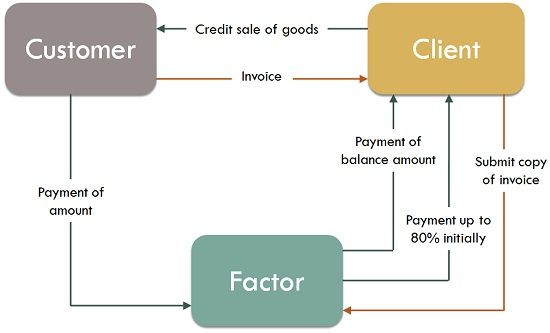 Credit sale of goods
Customer
Client
Invoice
Payment of
balance amount
Submit copy
of invoice
Payment of
amount
Payment up to
80% initially
Factor